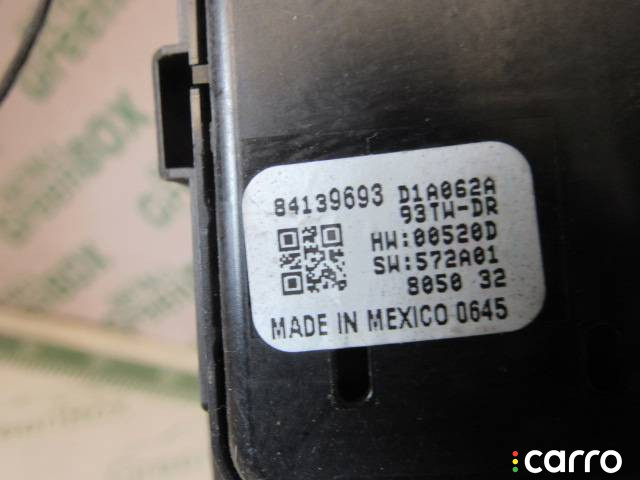 84139693 D1A062A
93TW-DR
HW:00520D
SW:572A01
8050 32
MADE IN MEXICO 0645
carro